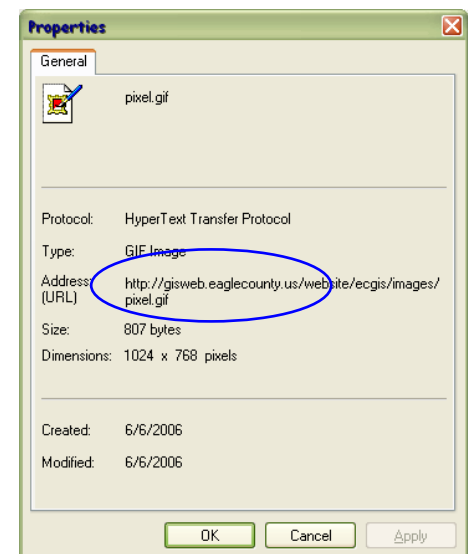 Properties
General
pixel.gif
Protocol: HyperText Transfer Protocol
Type: GIF Image
Address: http://gisweb.eaglecounty.us/website/ecgis/images/
(URL) pixel.gif
Size: 807 bytes
Dimensions: 1024 x 768 pixels
Created: 6/6/2006
Modified: 6/6/2006
OK Cancel Apply